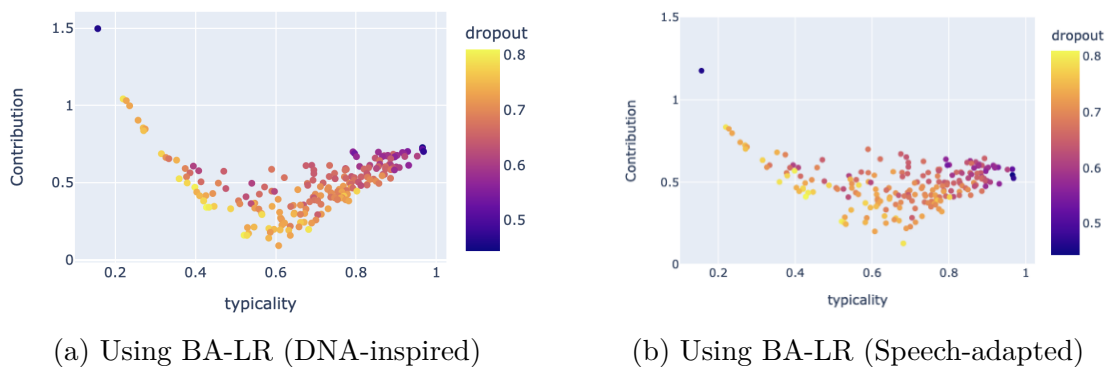 1.5
1
0.5
0
Contribution
0.2 0.4 0.6 0.8 1
typicality
dropout
0.8
0.7
0.6
0.5
(a) Using BA-LR (DNA-inspired)
1.5
1
0.5
0
Contribution
0.2 0.4 0.6 0.8 1
typicality
dropout
0.8
0.7
0.6
0.5
(b) Using BA-LR (Speech-adapted)